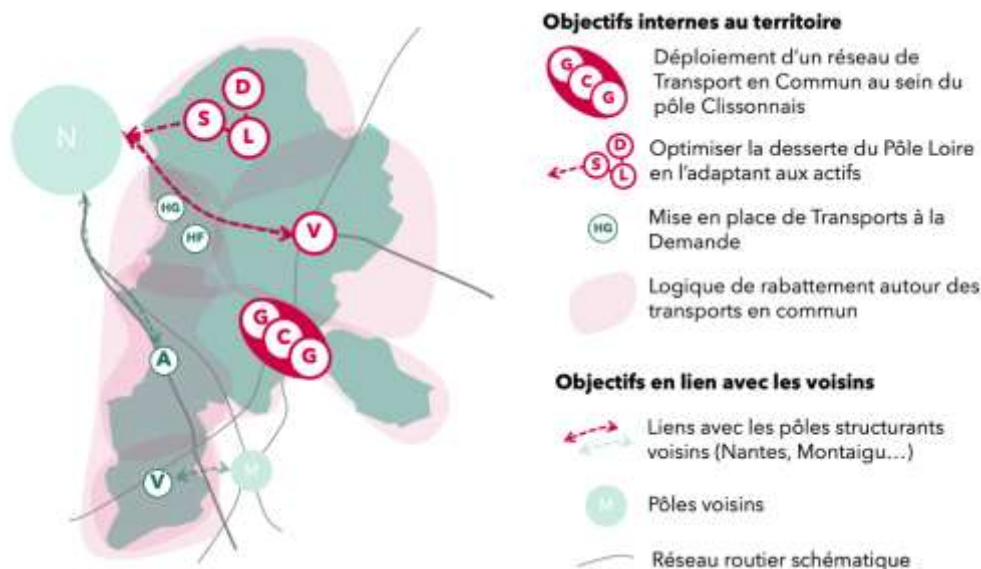 N
D
S
L
HG
HF
V
G
C
G
A
V
M
Objectifs internes au territoire
G
C
G
Déploiement d'un réseau de
Transport en Commun au sein du
pôle Clissonnais
D
S
L
Optimiser la desserte du Pôle Loire
en l'adaptant aux actifs
HG
Mise en place de Transports à la
Demande
Logique de rabattement autour des
transports en commun
Objectifs en lien avec les voisins
Liens avec les pôles structurants
voisins (Nantes, Montaigu...)
M
Pôles voisins
Réseau routier schématique